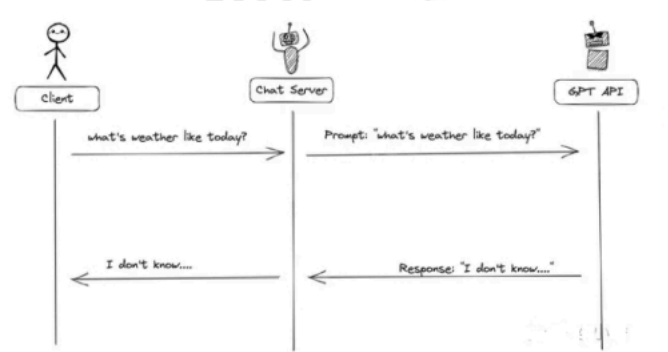 Client
Chat Server
GPT API
what's weather like today?
Prompt: "what's weather like today?"
I don't know....
Response: "I don't know...."